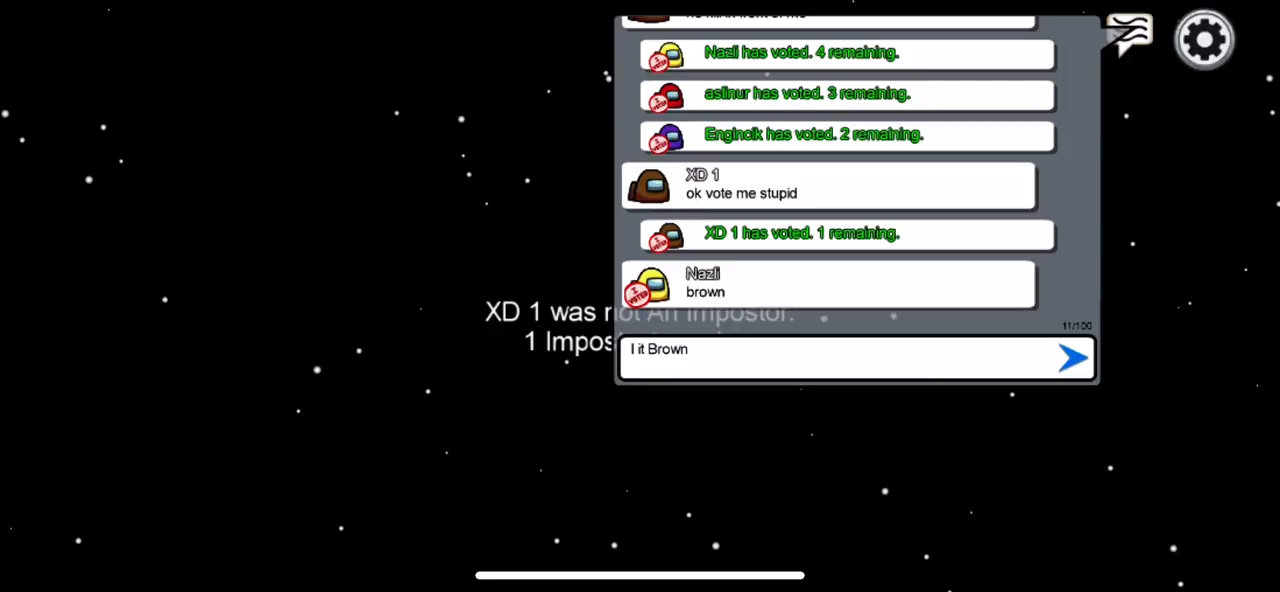 Nazli has voted. 4 remaining.
aslinur has voted. 3 remaining.
Engincik has voted. 2 remaining.
XD 1
ok vote me stupid
XD 1 has voted. 1 remaining.
Nazli
brown
XD 1 was not An Impostor.
1 Impos
11/100
I it Brown
I VOTED